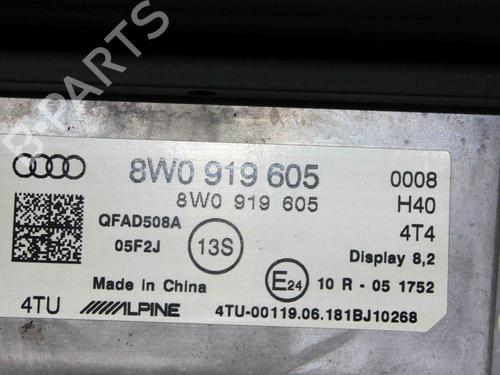 B-PARTS
8W0 919 605
8W0 919 605
0008
H40
4T4
QFAD508A
05F2J
13S
Display 8,2
Made in China
E24
10 R - 05 1752
4TU
ALPINE
4TU-00119.06.181BJ10268